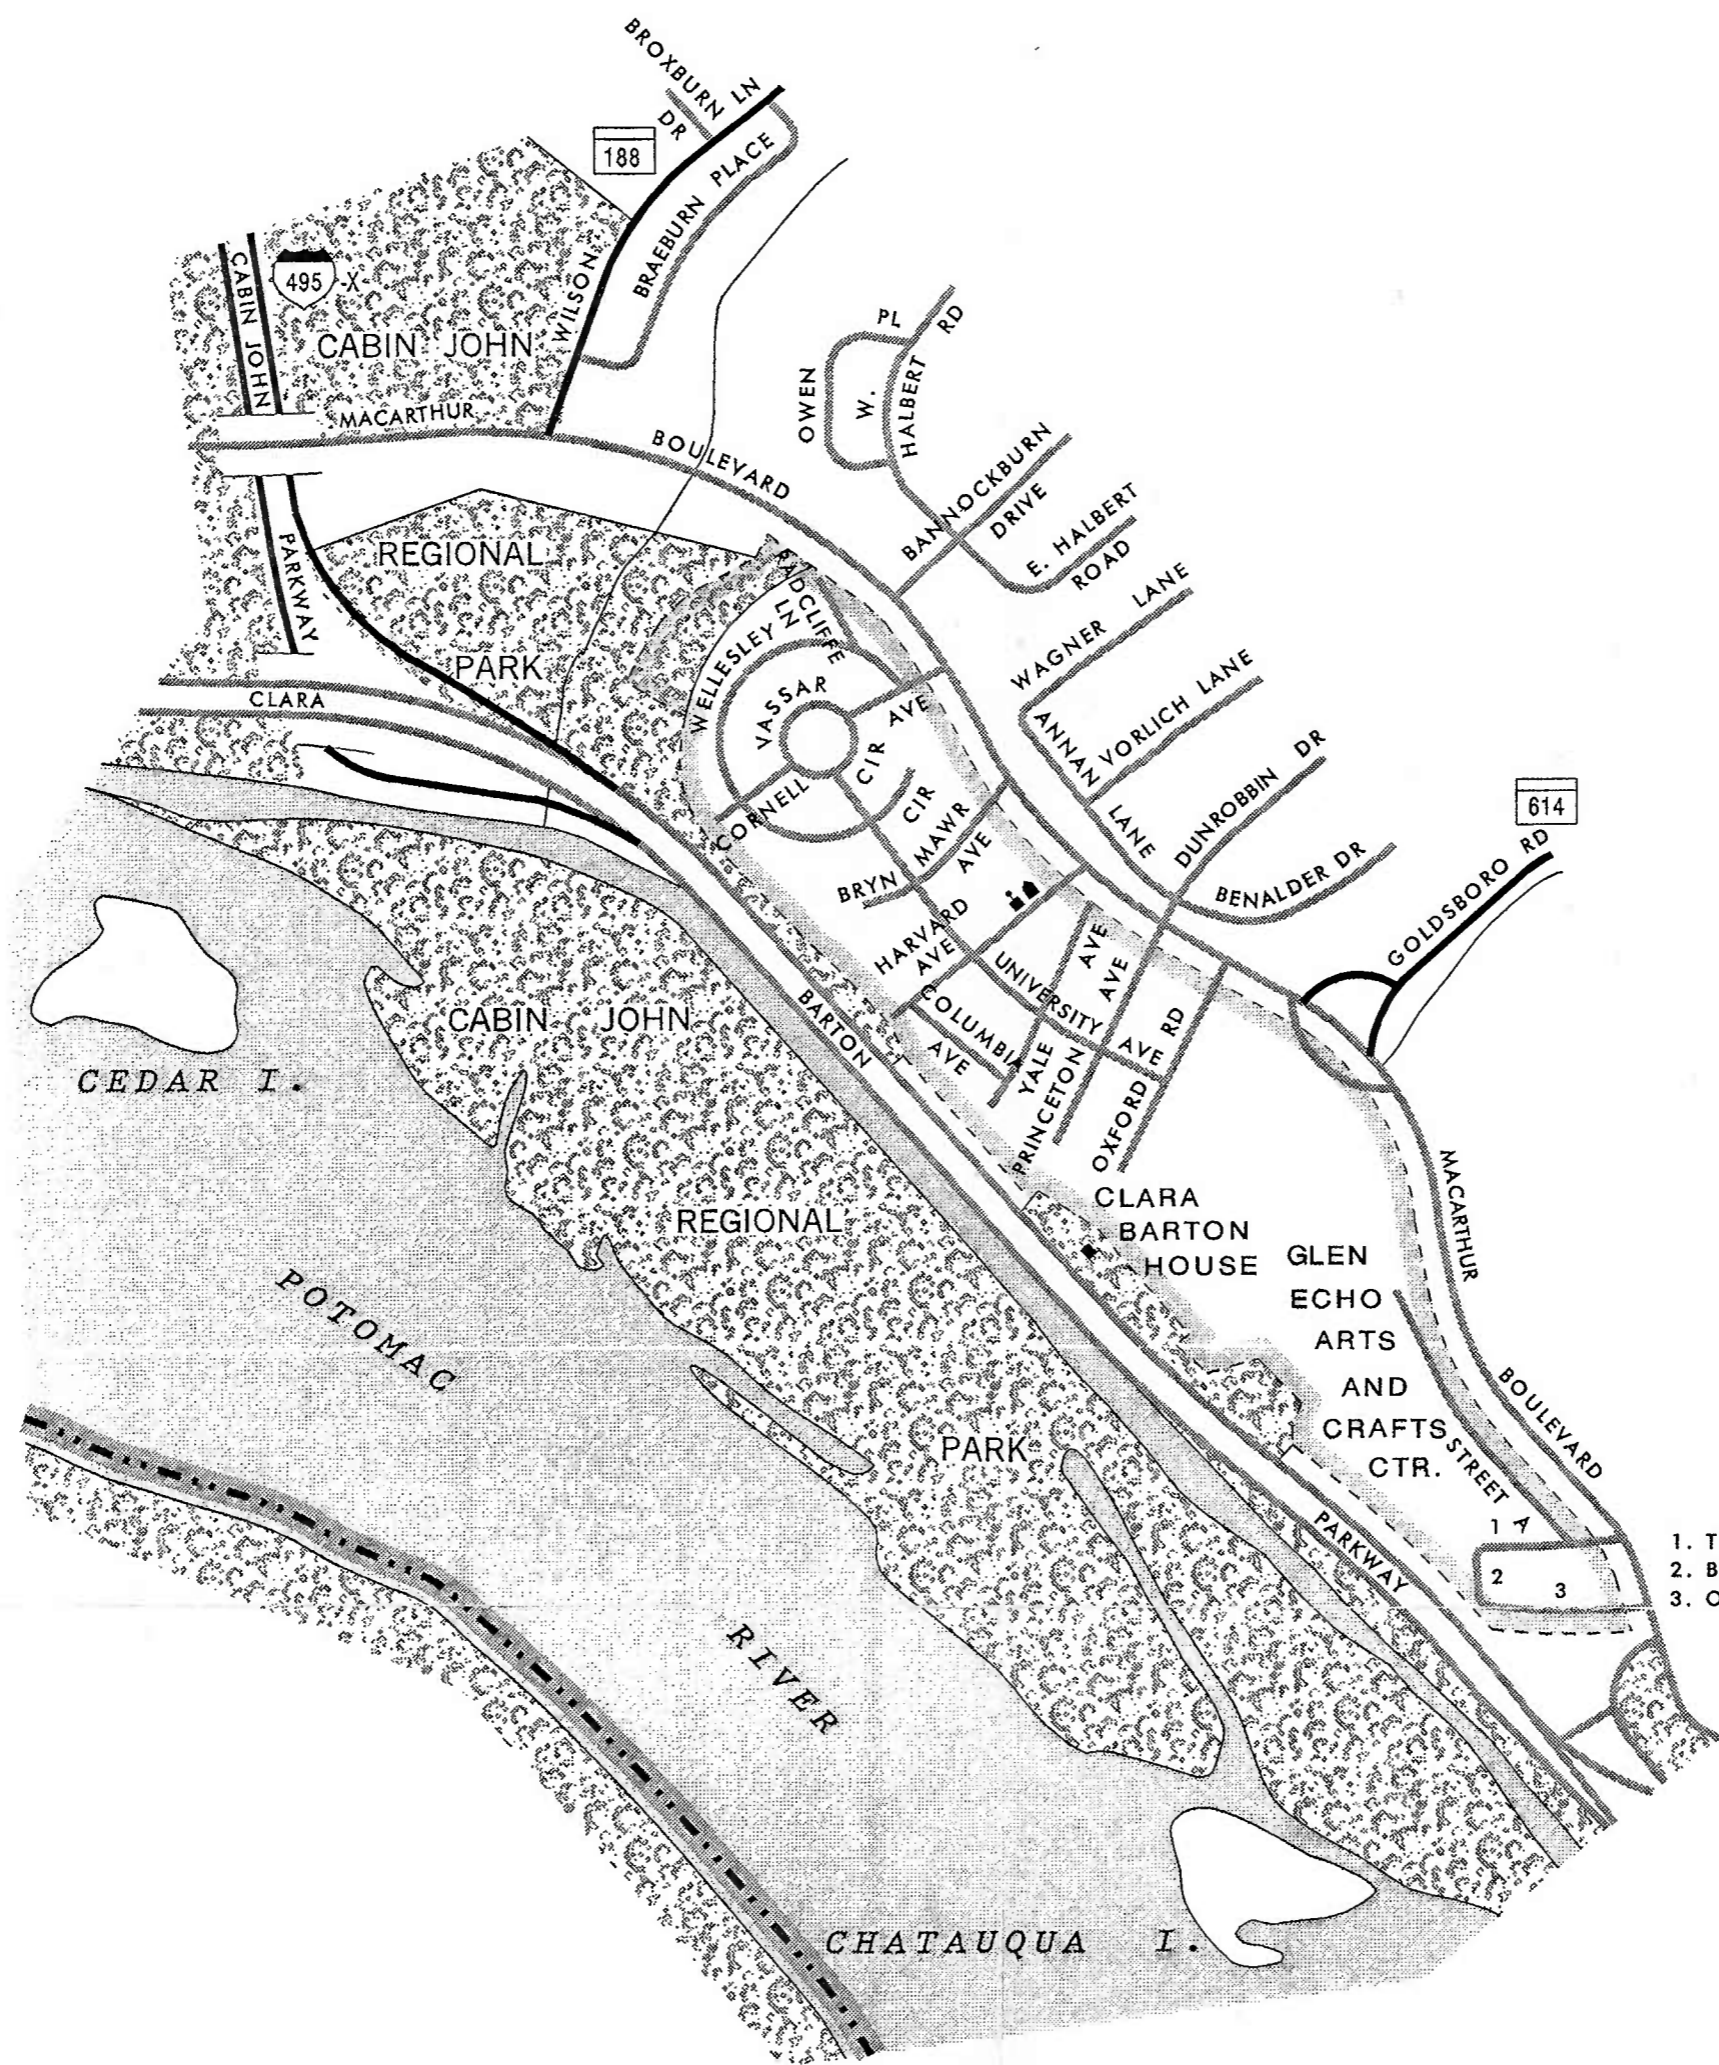 BROXBURN
DR
LN
188
BRAEBURN PLACE
WILSON
CABIN JOHN
495
-X-
CABIN JOHN
MACARTHUR
BOULEVARD
PL
RD
OWEN
W.
HALBERT
BANNOCKBURN
DRIVE
E. HALBERT
ROAD
PARKWAY
REGIONAL
PARK
RADCLIFFE
LN
WELLESLEY
WAGNER LANE
VORLICH LANE
ANNAN
LANE
CLARA
VASSAR
CIR
AVE
CORNELL
CIR
DUNROBBIN DR
614
BRYN MAWR
AVE
BENALDER DR
GOLDSBORO RD
HARVARD
AVE
UNIVERSITY
AVE
COLUMBIA
AVE
YALE
AVE
PRINCETON
AVE
OXFORD
RD
CABIN JOHN
BARTON
CEDAR I.
CLARA
BARTON
HOUSE
GLEN
ECHO
ARTS
AND
CRAFTS
CTR.
MACARTHUR
BOULEVARD
REGIONAL
POTOMAC
PARK
STREET
A
PARKWAY
1
2
3
1. T
2. B
3. O
RIVER
CHATAUQUA I.